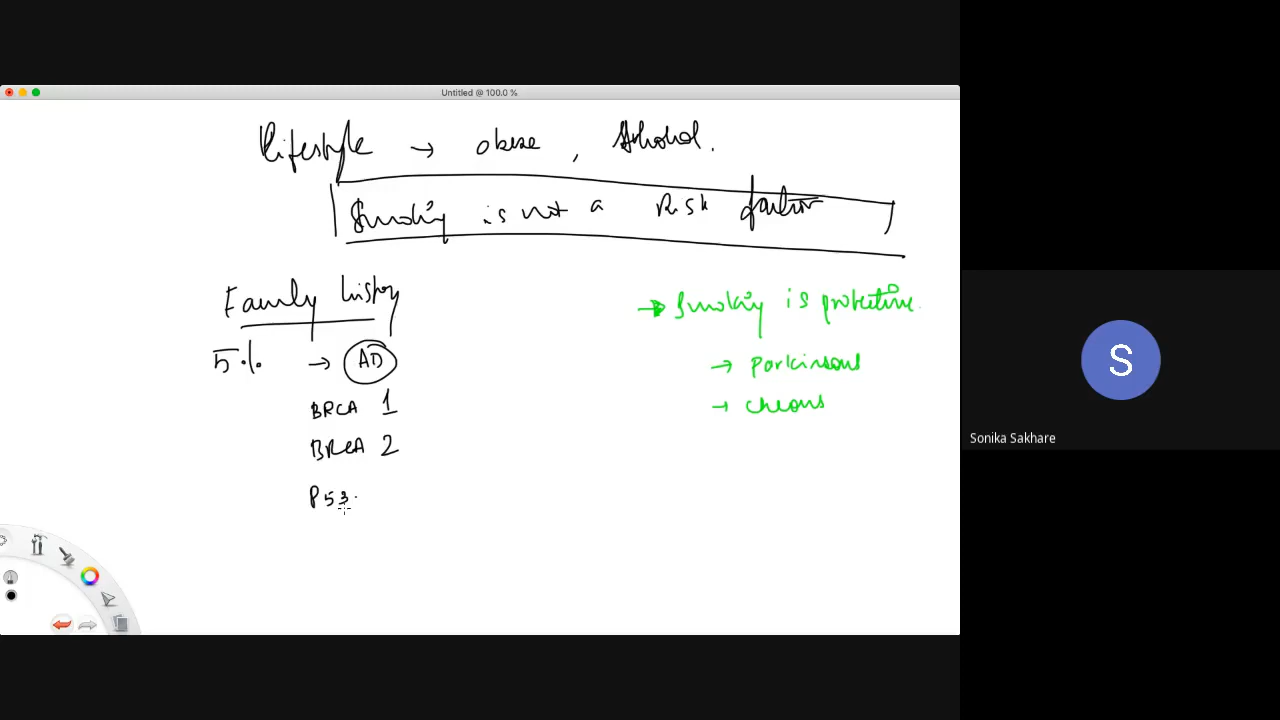 Untitled @ 100.0 %
Lifestyle → obese, Alcohol.
Smoking is not a Risk factor
Family history
5% → AD
BRCA 1
BRCA 2
P53.
→ Smoking is protective.
→ Parkinsons
→
S
Sonika Sakhare